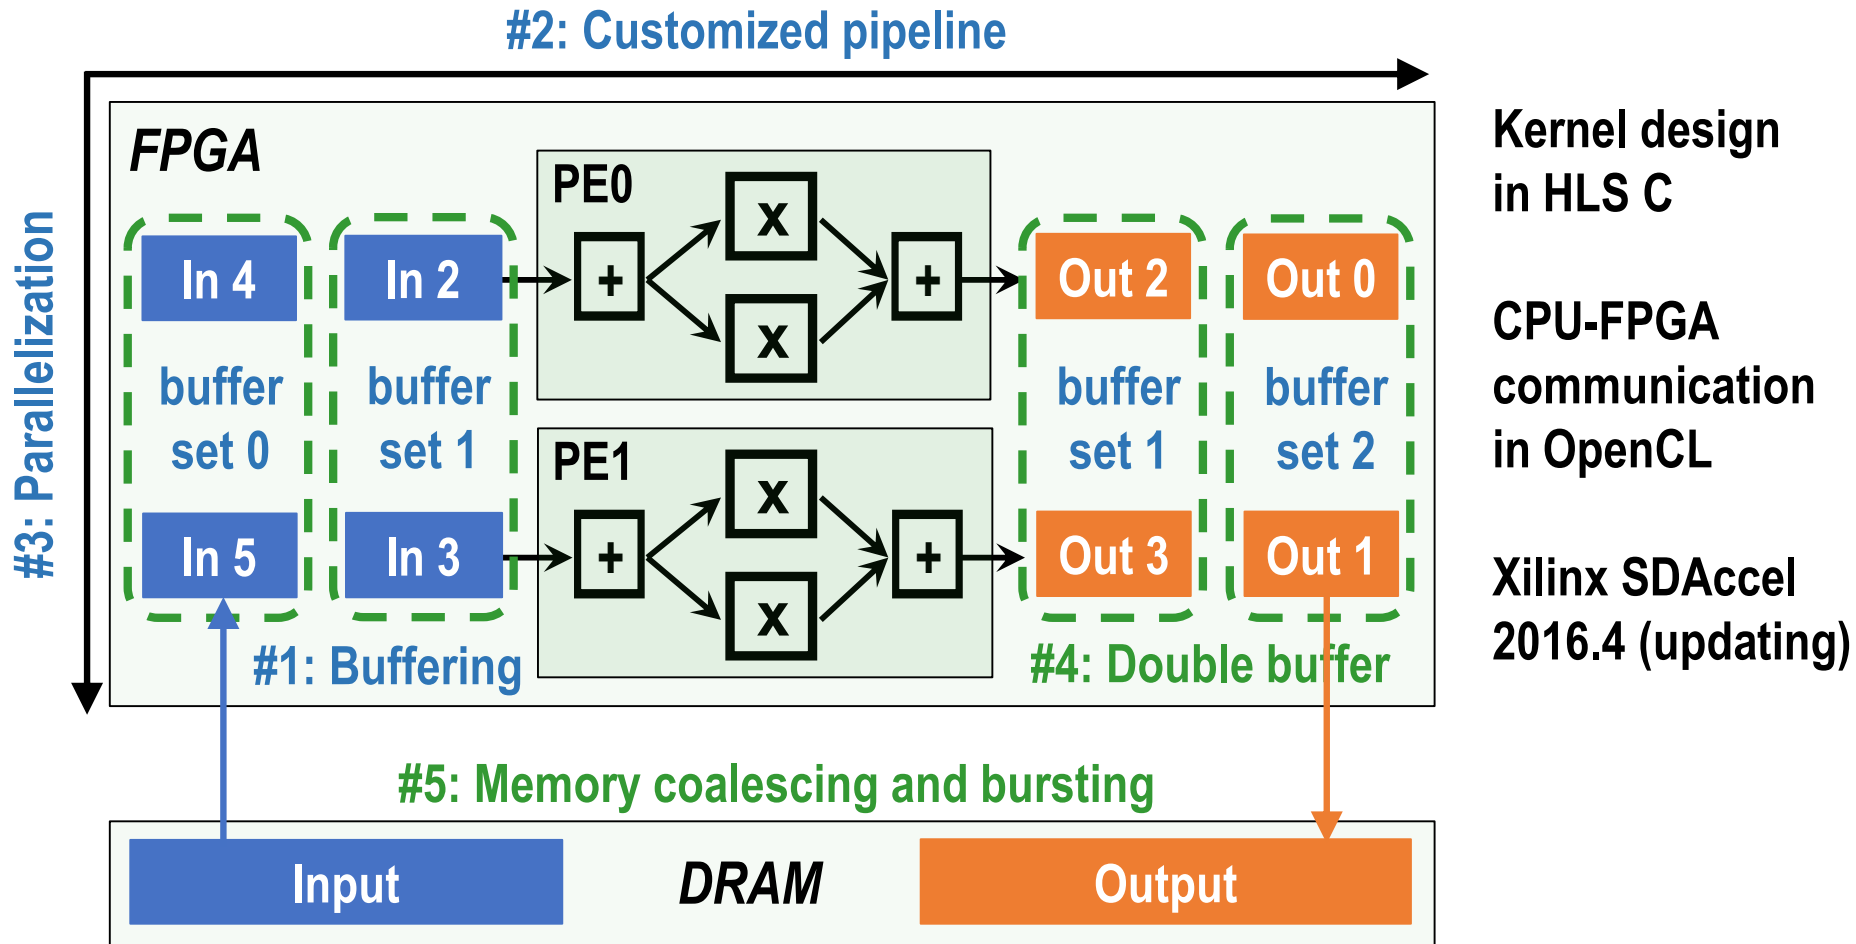 #2: Customized pipeline
#3: Parallelization
FPGA
PE0
In 4
In 2
+
x
x
+
Out 2
Out 0
buffer
set 0
buffer
set 1
buffer
set 1
buffer
set 2
PE1
In 5
In 3
+
x
x
+
Out 3
Out 1
#1: Buffering
#4: Double buffer
#5: Memory coalescing and bursting
Input
DRAM
Output
Kernel design
in HLS C
CPU-FPGA
communication
in OpenCL
Xilinx SDAccel
2016.4 (updating)